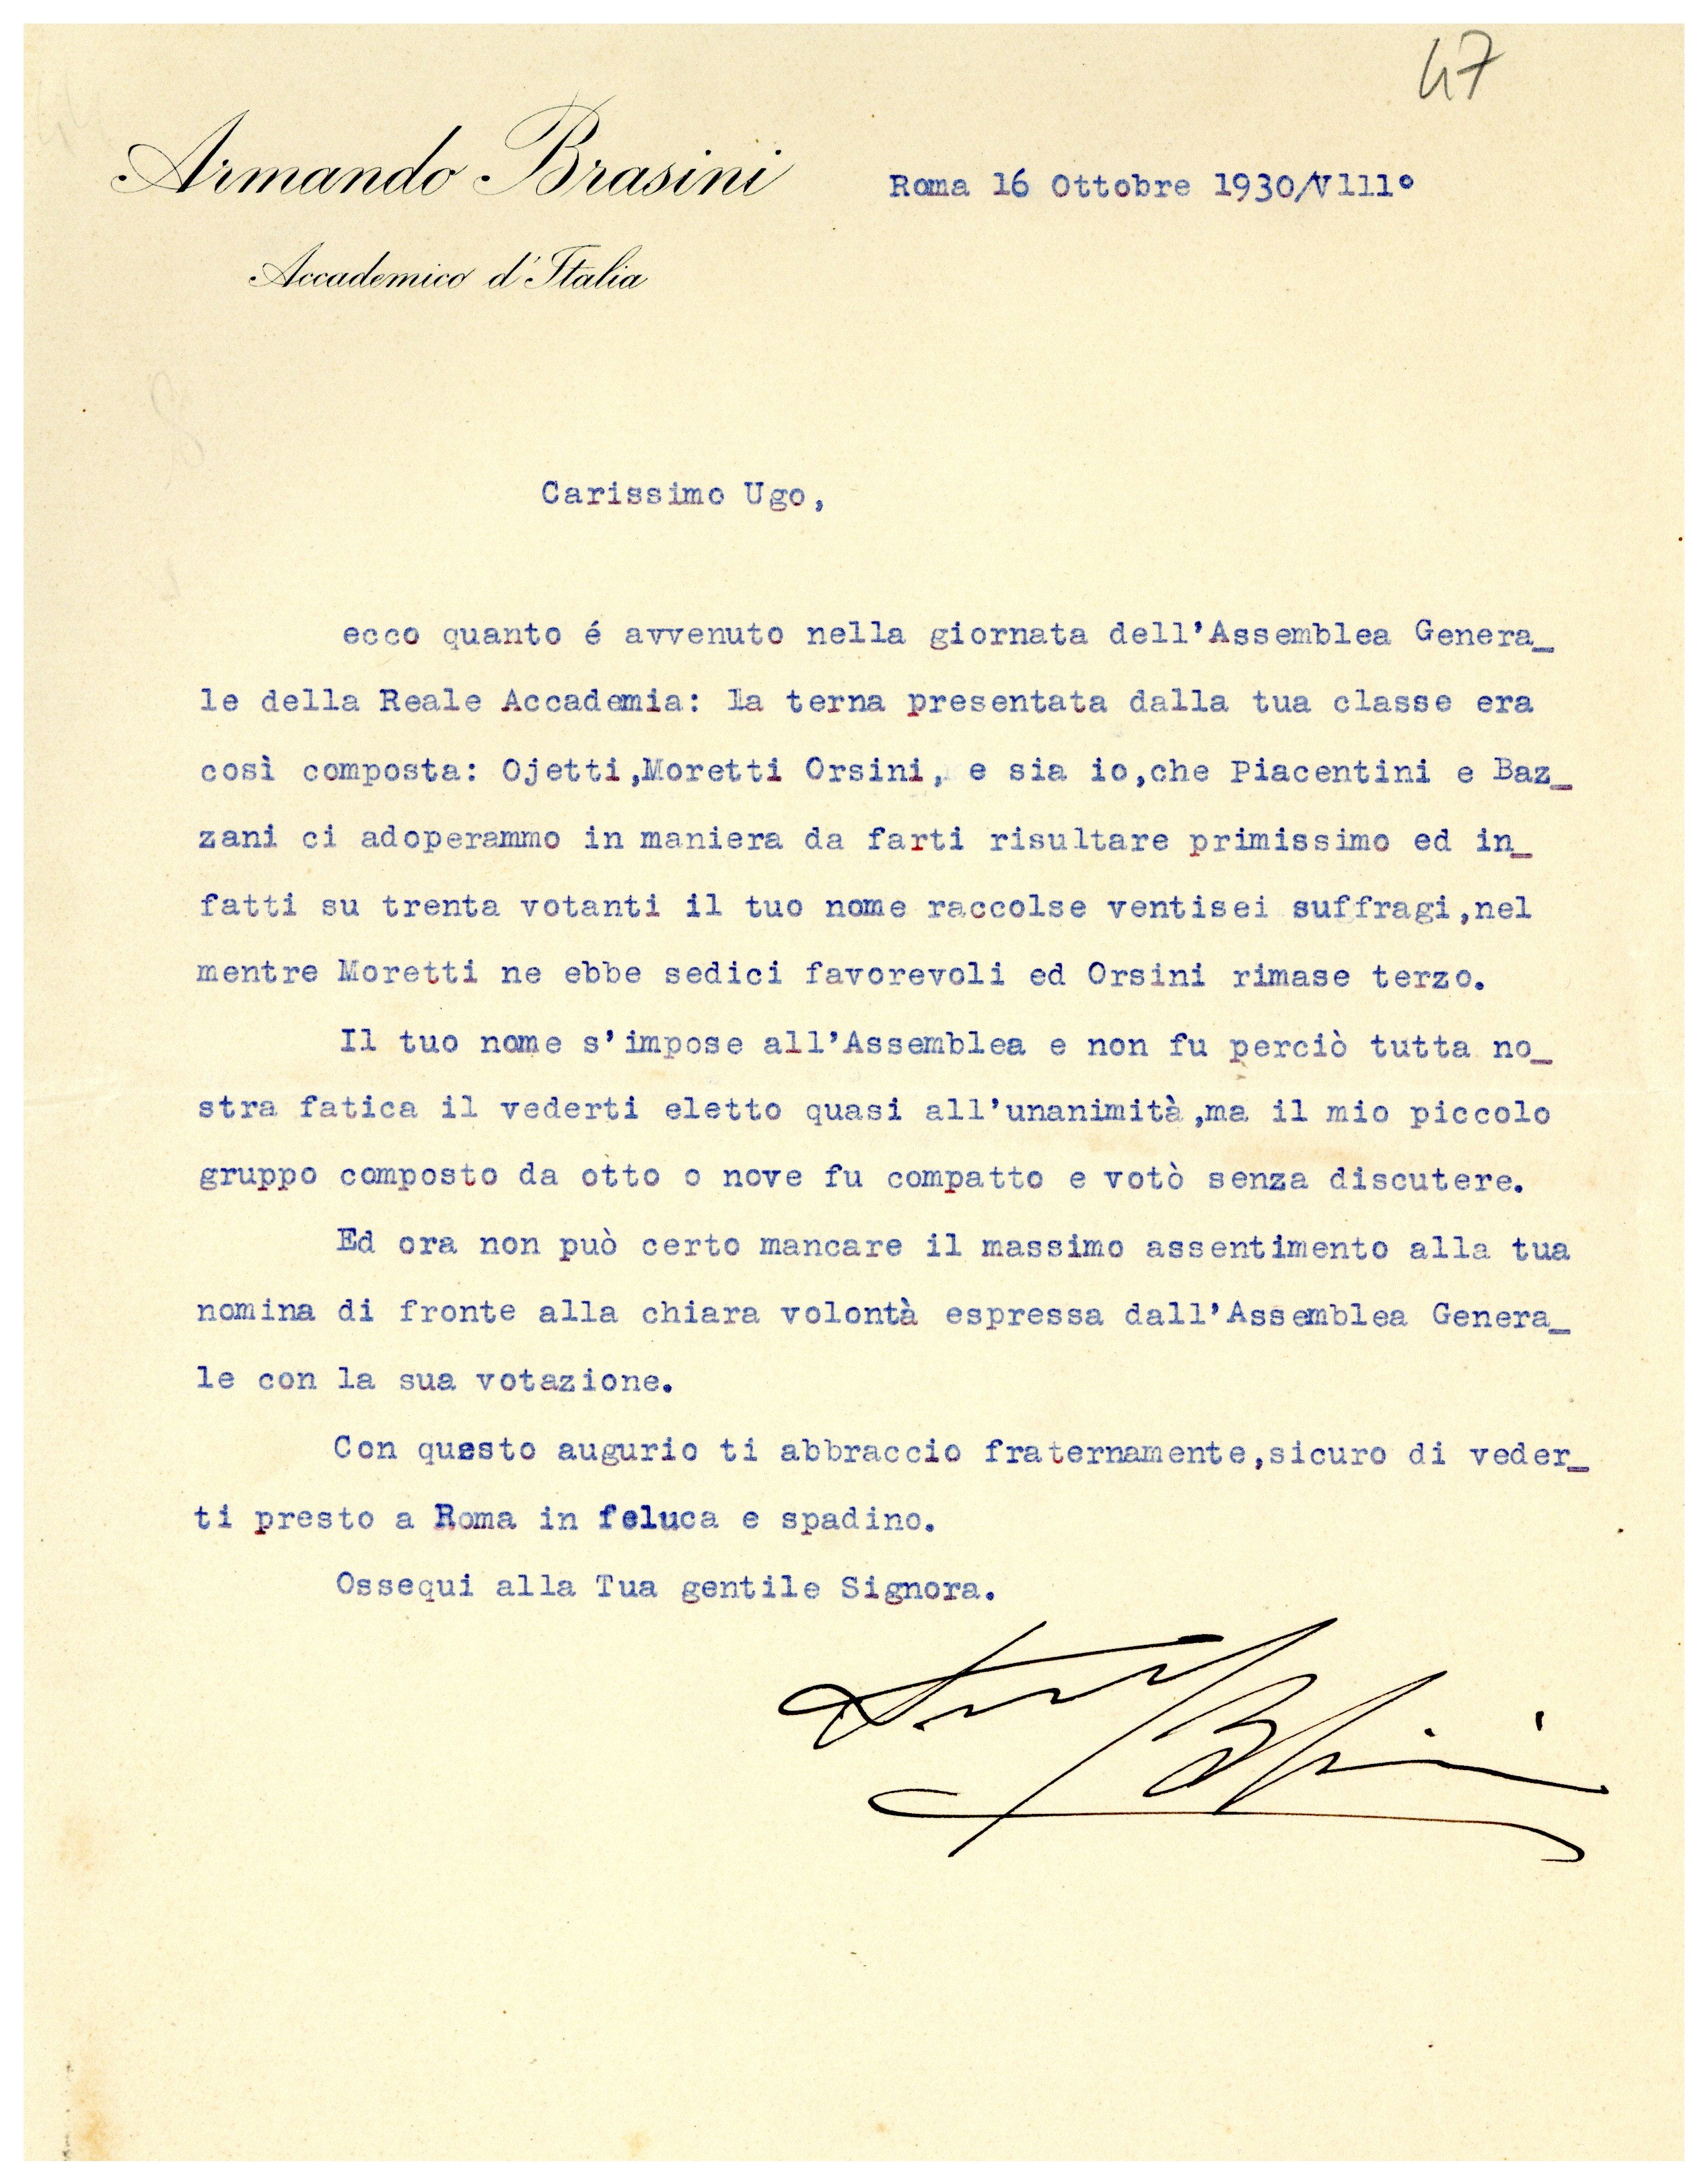 47
Armando Brasini
Roma 16 Ottobre 1930/V111°
Accademico d'Italia
Carissimo Ugo,
ecco quanto é avvenuto nella giornata dell'Assemblea Genera_
le della Reale Accademia: la terna presentata dalla tua classe era
così composta: Ojetti,Moretti Orsini, e sia io,che Piacentini e Baz_
zani ci adoperammo in maniera da farti risultare primissimo ed in_
fatti su trenta votanti il tuo nome raccolse ventisei suffragi,nel
mentre Moretti ne ebbe sedici favorevoli ed Orsini rimase terzo.
Il tuo nome s'impose all'Assemblea e non fu perciò tutta no_
stra fatica il vederti eletto quasi all'unanimità,ma il mio piccolo
gruppo composto da otto o nove fu compatto e votò senza discutere.
Ed ora non può certo mancare il massimo assentimento alla tua
nomina di fronte alla chiara volontà espressa dall'Assemblea Genera_
le con la sua votazione.
Con questo augurio ti abbraccio fraternamente,sicuro di veder_
ti presto a Roma in feluca e spadino.
Ossequi alla Tua gentile Signora.
Brasini